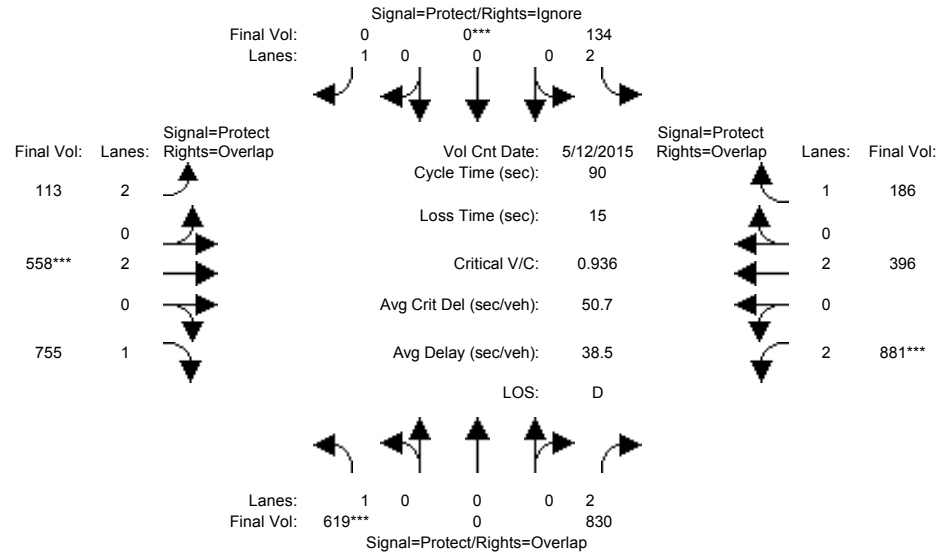 Signal=Protect/Rights=Ignore
Final Vol: 0 0*** 134
Lanes: 1 0 0 0 2
Signal=Protect Signal=Protect
Final Vol: Lanes: Rights=Overlap Vol Cnt Date: 5/12/2015 Rights=Overlap Lanes: Final Vol:
Cycle Time (sec): 90
113 2 1 186
Loss Time (sec): 15
0 0
558*** 2 Critical V/C: 0.936 2 396
0 Avg Crit Del (sec/veh): 50.7 0
755 1 Avg Delay (sec/veh): 38.5 2 881***
LOS: D
Lanes: 1 0 0 0 2
Final Vol: 619*** 0 830
Signal=Protect/Rights=Overlap